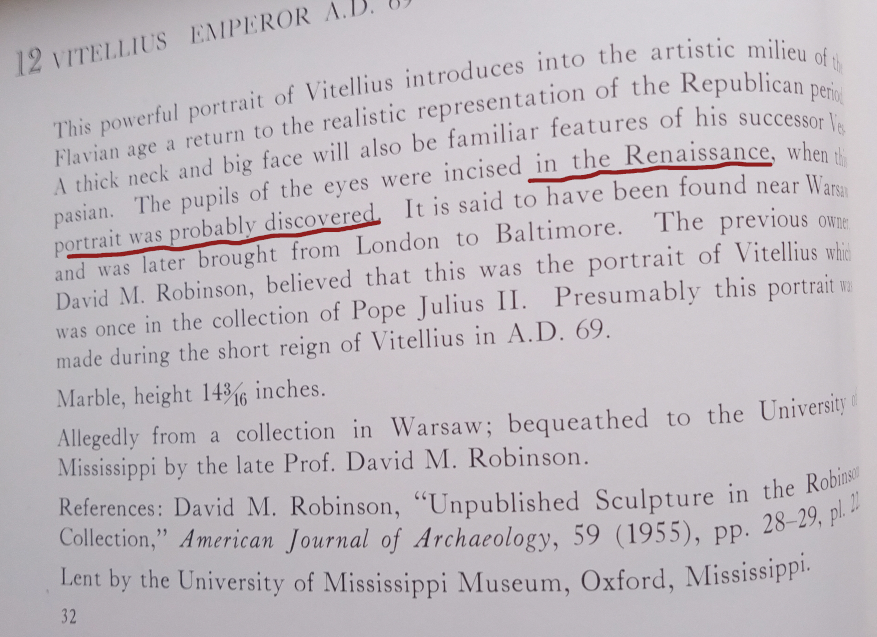 12 VITELLIUS EMPEROR A.D.
This powerful portrait of Vitellius introduces into the artistic milieu of
Flavian age a return to the realistic representation of the Republican
A thick neck and big face will also be familiar features of his successor
pasian. The pupils of the eyes were incised in the Renaissance, when
portrait was probably discovered. It is said to have been found near
and was later brought from London to Baltimore. The previous
David M. Robinson, believed that this was the portrait of Vitellius
was once in the collection of Pope Julius II. Presumably this portrait
made during the short reign of Vitellius in A.D. 69.
Marble, height 14 3/16 inches.
Allegedly from a collection in Warsaw; bequeathed to the University
Mississippi by the late Prof. David M. Robinson.
References: David M. Robinson, “Unpublished Sculpture in the Robinson
Collection,” American Journal of Archaeology, 59 (1955), pp. 28–29, pl.
Lent by the University of Mississippi Museum, Oxford, Mississippi.
32